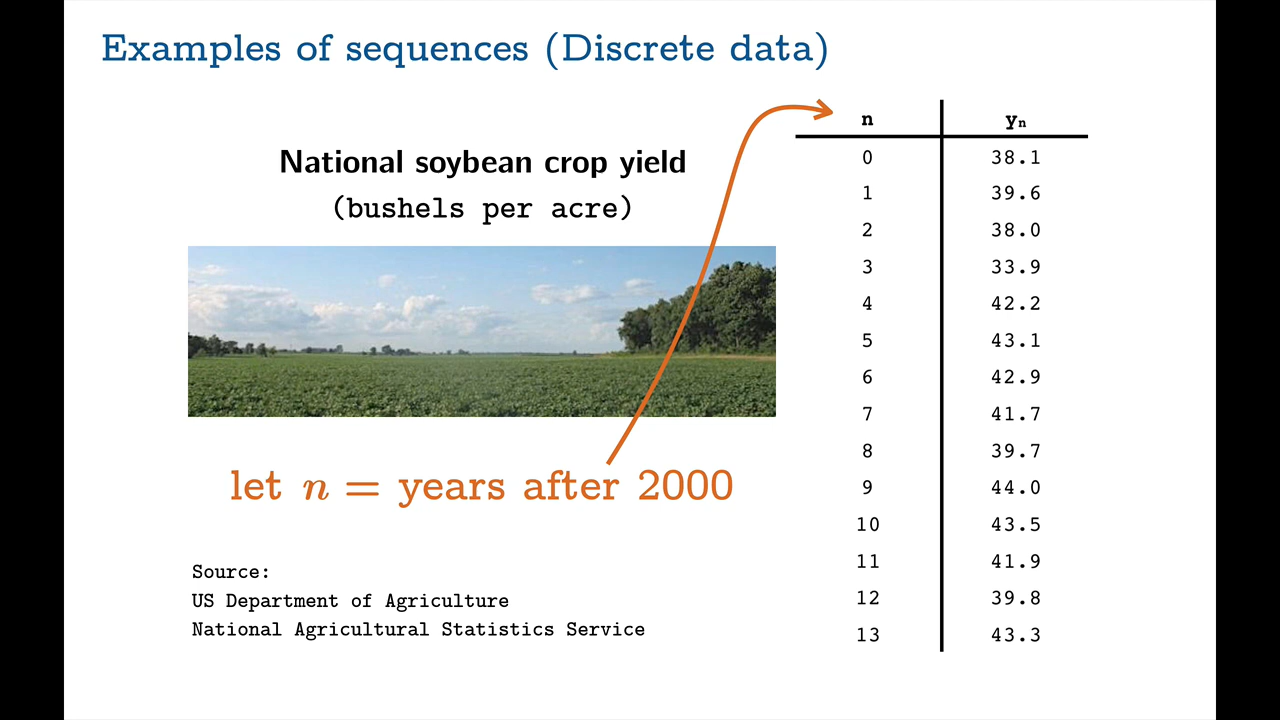 Examples of sequences (Discrete data)
National soybean crop yield
(bushels per acre)
let n = years after 2000
Source:
US Department of Agriculture
National Agricultural Statistics Service
n yₙ
0 38.1
1 39.6
2 38.0
3 33.9
4 42.2
5 43.1
6 42.9
7 41.7
8 39.7
9 44.0
10 43.5
11 41.9
12 39.8
13 43.3